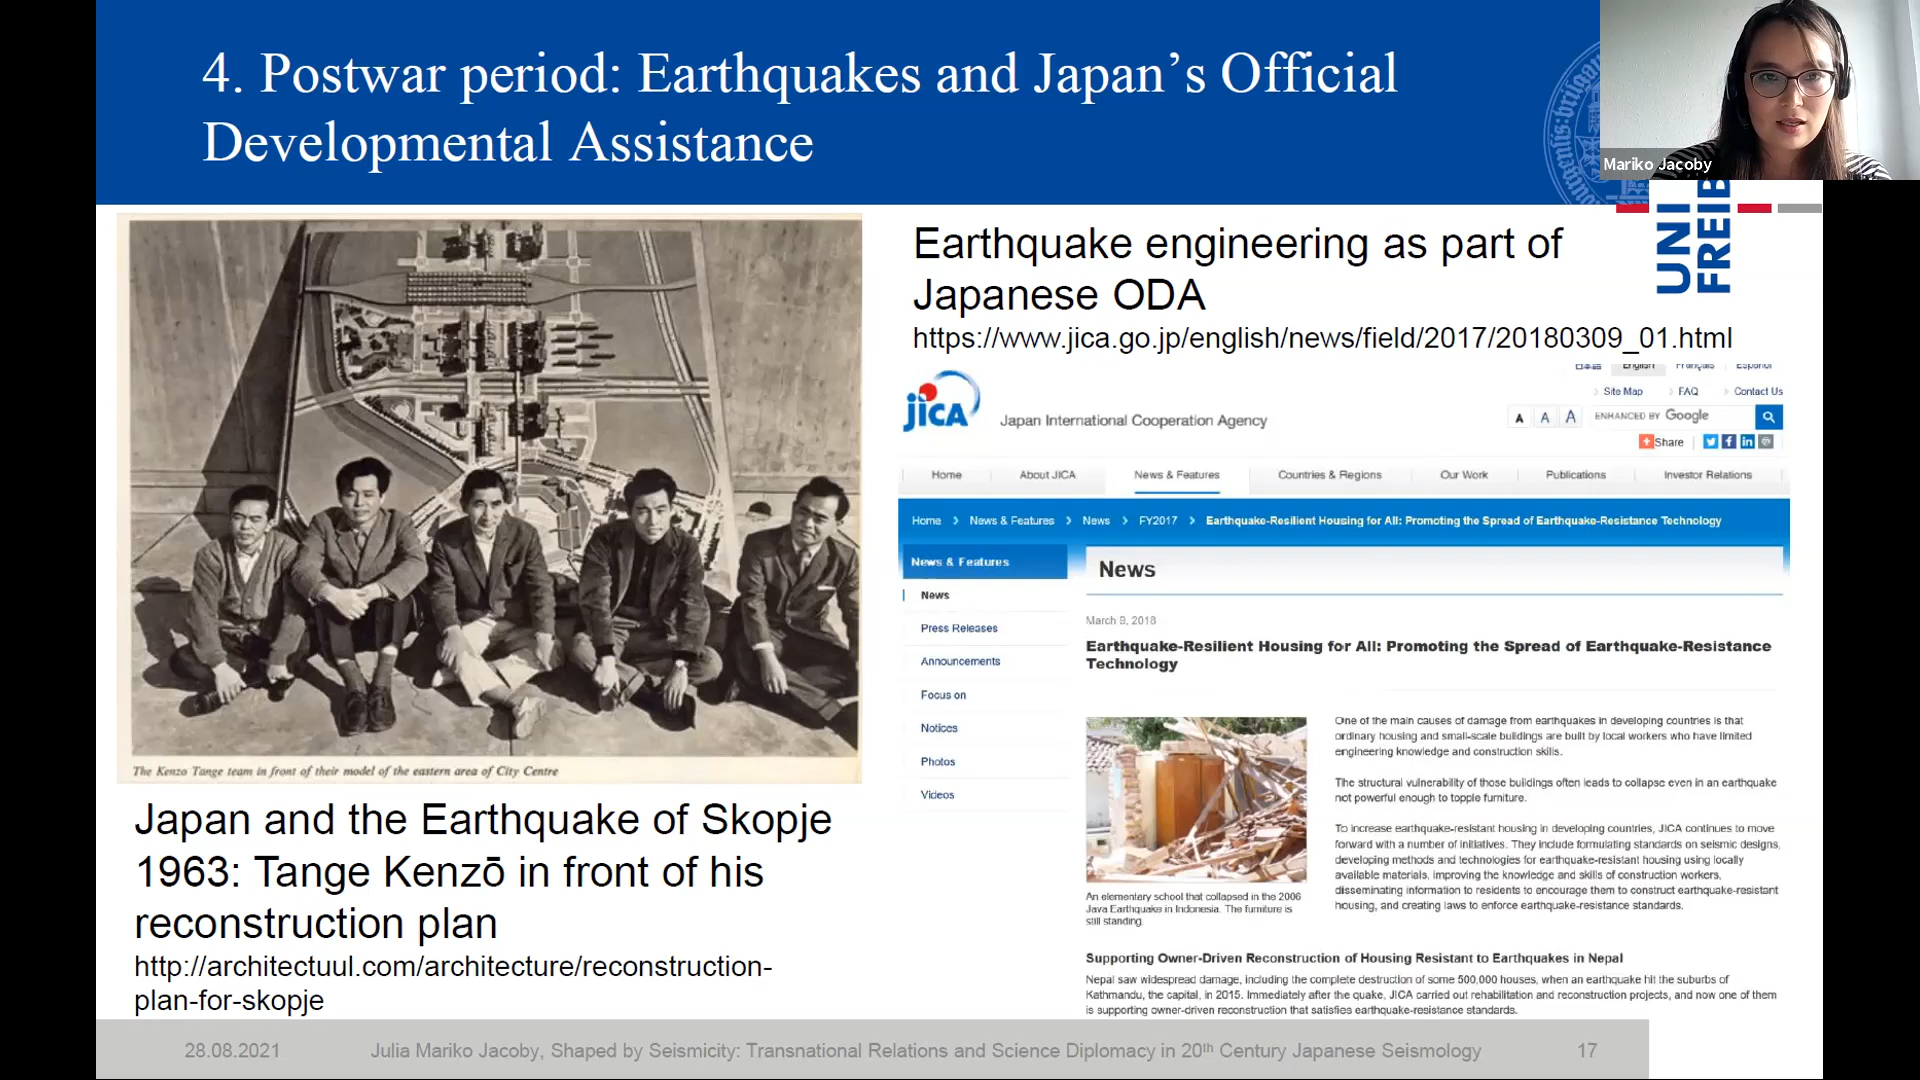 4. Postwar period: Earthquakes and Japan's Official
Developmental Assistance
Mariko Jacoby
UNI
FREIB
The Kenzo Tange team in front of their model of the eastern area of City Centre
Japan and the Earthquake of Skopje
1963: Tange Kenzō in front of his
reconstruction plan
http://architectuul.com/architecture/reconstruction-
plan-for-skopje
Earthquake engineering as part of
Japanese ODA
https://www.jica.go.jp/english/news/field/2017/20180309_01.html
日本語 English Français Español
Site Map FAQ Contact Us
jica
Japan International Cooperation Agency
A A A ENHANCED BY Google
Share
Home About JICA News & Features Countries & Regions Our Work Publications Investor Relations
Home > News & Features > News > FY2017 > Earthquake-Resilient Housing for All: Promoting the Spread of Earthquake-Resistance Technology
News & Features
News
Press Releases
Announcements
Focus on
Notices
Photos
Videos
News
March 9, 2018
Earthquake-Resilient Housing for All: Promoting the Spread of Earthquake-Resistance
Technology
An elementary school that collapsed in the 2006
Java Earthquake in Indonesia. The furniture is
still standing.
One of the main causes of damage from earthquakes in developing countries is that
ordinary housing and small-scale buildings are built by local workers who have limited
engineering knowledge and construction skills.
The structural vulnerability of those buildings often leads to collapse even in an earthquake
not powerful enough to topple furniture.
To increase earthquake-resistant housing in developing countries, JICA continues to move
forward with a number of initiatives. They include formulating standards on seismic designs,
developing methods and technologies for earthquake-resistant housing using locally
available materials, improving the knowledge and skills of construction workers,
disseminating information to residents to encourage them to construct earthquake-resistant
housing, and creating laws to enforce earthquake-resistance standards.
Supporting Owner-Driven Reconstruction of Housing Resistant to Earthquakes in Nepal
Nepal saw widespread damage, including the complete destruction of some 500,000 houses, when an earthquake hit the suburbs of
Kathmandu, the capital, in 2015. Immediately after the quake, JICA carried out rehabilitation and reconstruction projects, and now one of them
is supporting owner-driven reconstruction that satisfies earthquake-resistance standards.
28.08.2021 Julia Mariko Jacoby, Shaped by Seismicity: Transnational Relations and Science Diplomacy in 20th Century Japanese Seismology 17